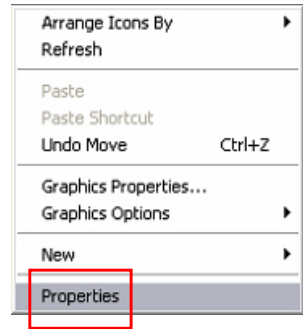 Arrange Icons By
Refresh
Paste
Paste Shortcut
Undo Move Ctrl+Z
Graphics Properties...
Graphics Options
New
Properties